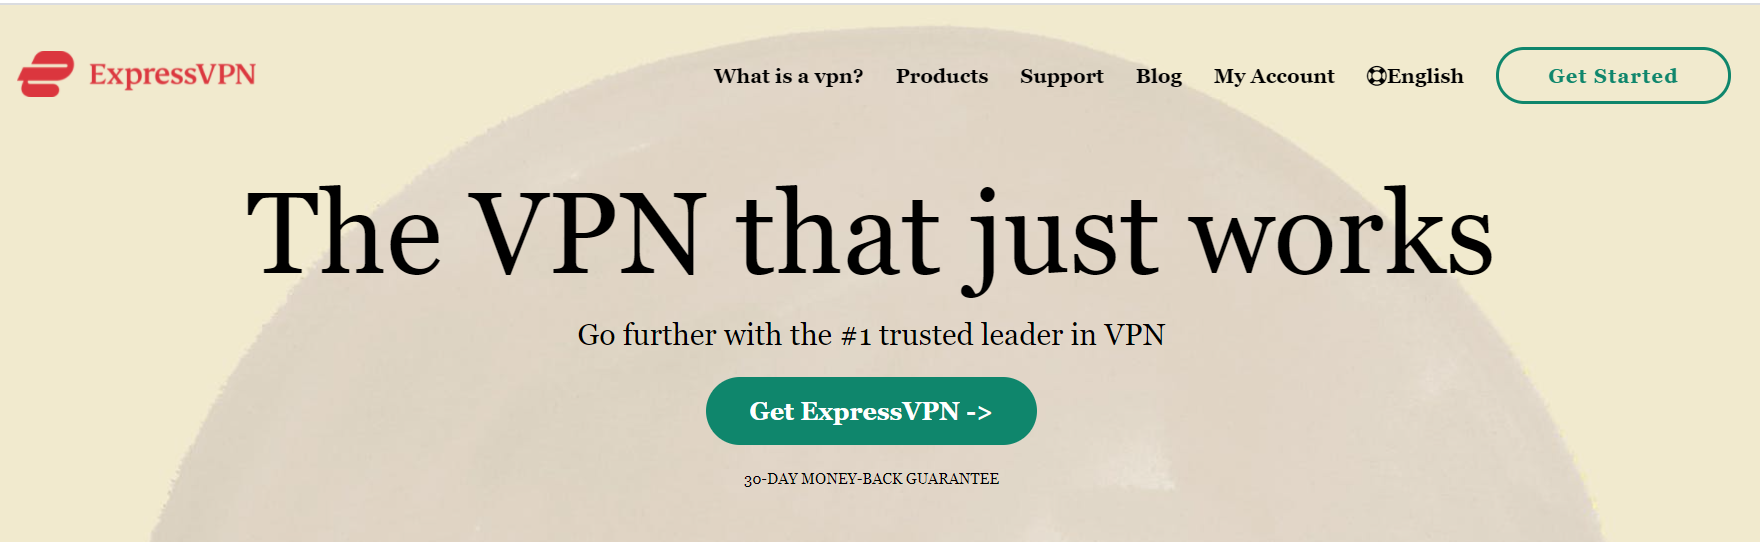 ExpressVPN
What is a vpn? Products Support Blog My Account English Get Started
The VPN that just works
Go further with the #1 trusted leader in VPN
Get ExpressVPN ->
30-DAY MONEY-BACK GUARANTEE